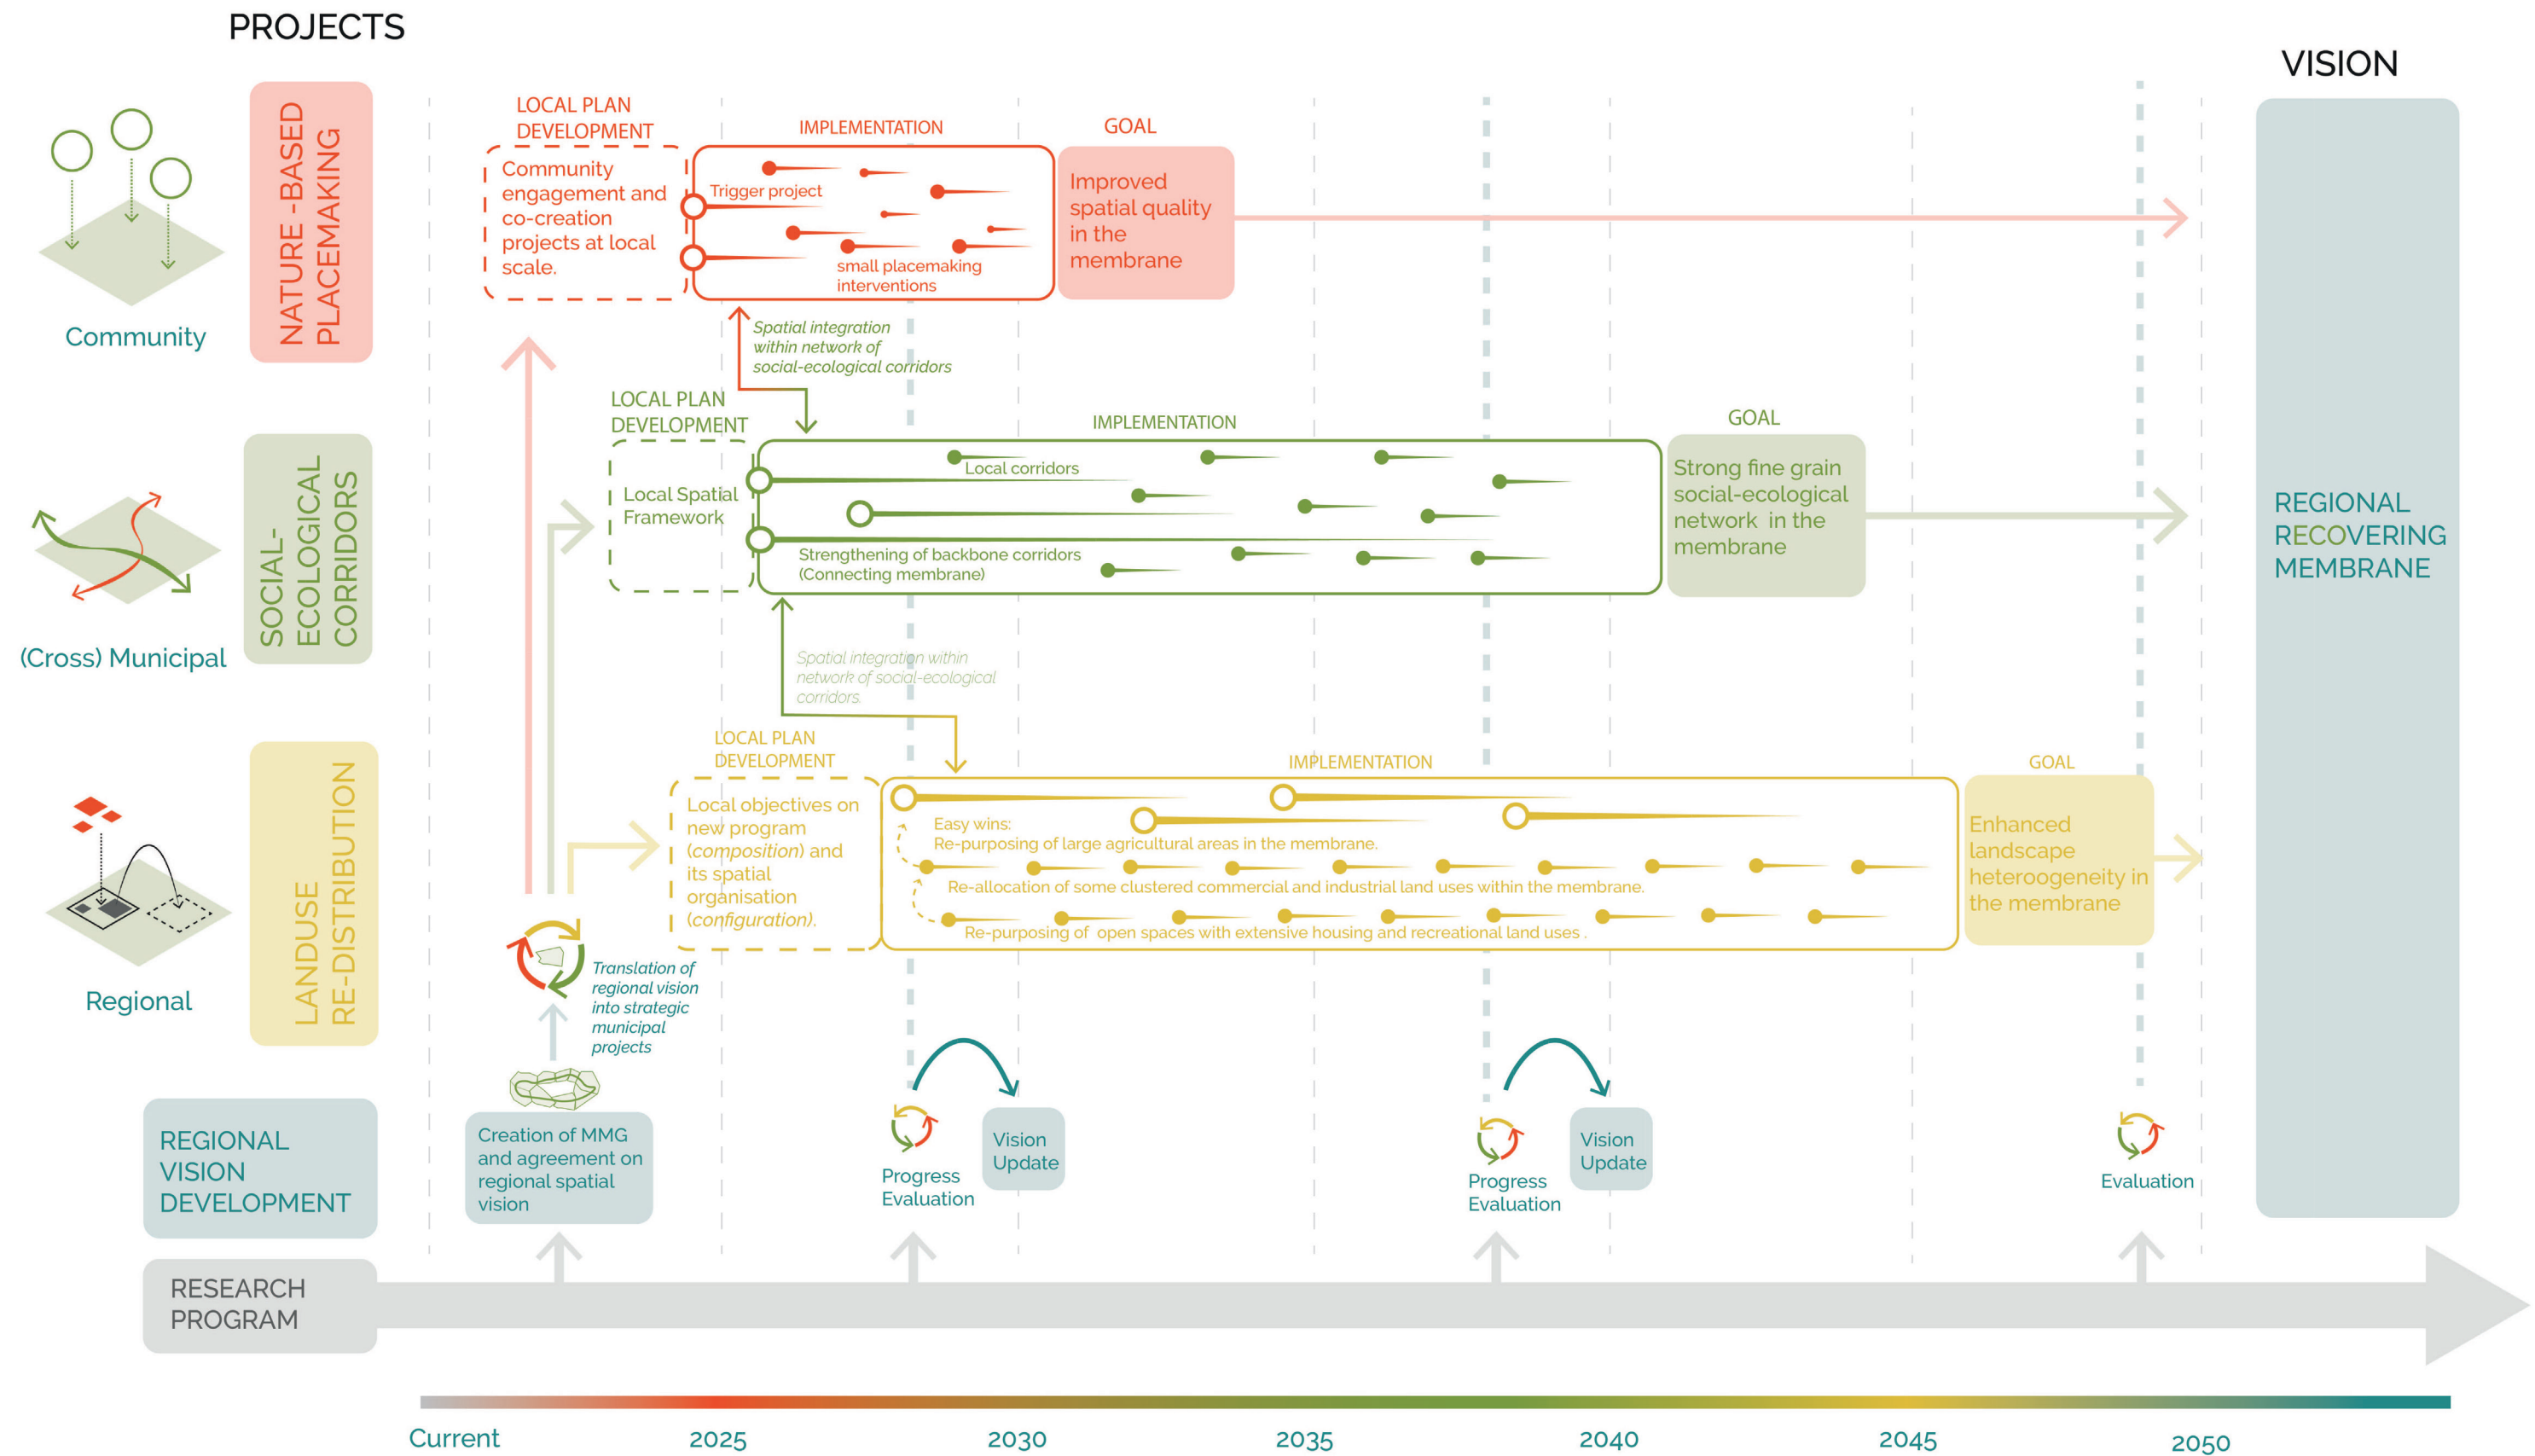 PROJECTS
VISION
NATURE -BASED
PLACEMAKING
Community
LOCAL PLAN
DEVELOPMENT
Community
engagement and
co-creation
projects at local
scale.
IMPLEMENTATION
Trigger project
small placemaking
interventions
GOAL
Improved
spatial quality
in the
membrane
Spatial integration
within network of
social-ecological corridors
SOCIAL-
ECOLOGICAL
CORRIDORS
(Cross) Municipal
LOCAL PLAN
DEVELOPMENT
Local Spatial
Framework
IMPLEMENTATION
Local corridors
Strengthening of backbone corridors
(Connecting membrane)
GOAL
Strong fine grain
social-ecological
network in the
membrane
REGIONAL
RECOVERING
MEMBRANE
Spatial integration within
network of social-ecological
corridors.
LANDUSE
RE-DISTRIBUTION
Regional
LOCAL PLAN
DEVELOPMENT
Local objectives on
new program
(composition) and
its spatial
organisation
(configuration).
IMPLEMENTATION
Easy wins:
Re-purposing of large agricultural areas in the membrane.
Re-allocation of some clustered commercial and industrial land uses within the membrane.
Re-purposing of open spaces with extensive housing and recreational land uses .
GOAL
Enhanced
landscape
heteroogeneity in
the membrane
Translation of
regional vision
into strategic
municipal
projects
REGIONAL
VISION
DEVELOPMENT
Creation of MMG
and agreement on
regional spatial
vision
Progress
Evaluation
Vision
Update
Progress
Evaluation
Vision
Update
Evaluation
RESEARCH
PROGRAM
Current
2025
2030
2035
2040
2045
2050